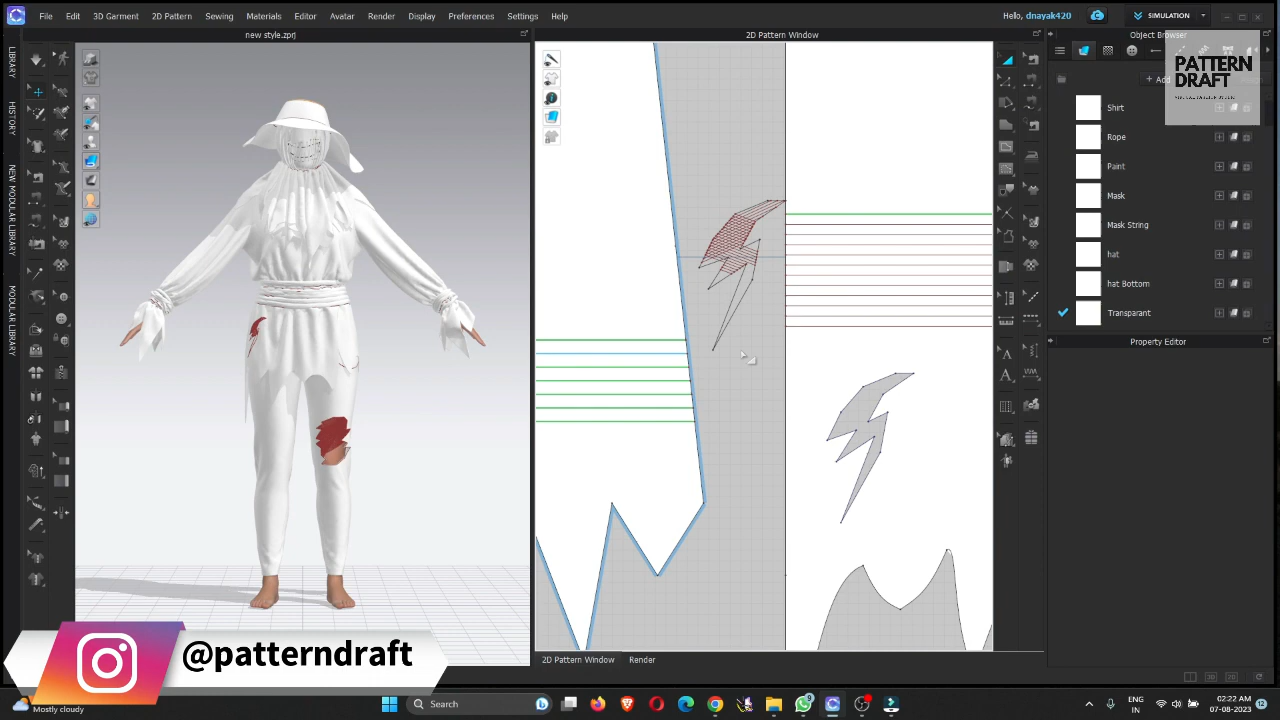 File Edit 3D Garment 2D Pattern Sewing Materials Editor Avatar Render Display Preferences Settings Help
Hello, dnayak420
SIMULATION
new style.zprj
2D Pattern Window
Object Browser
LIBRARY
HISTORY
NEW MODULAR LIBRARY
MODULAR LIBRARY
+ Add
PATTERN
DRAFT
Shirt
Rope
Paint
Mask
Mask String
hat
hat Bottom
Transparant
Property Editor
@patterndraft
2D Pattern Window Render
Mostly cloudy
Search
9
ENG
IN
02:22 AM
07-08-2023
12